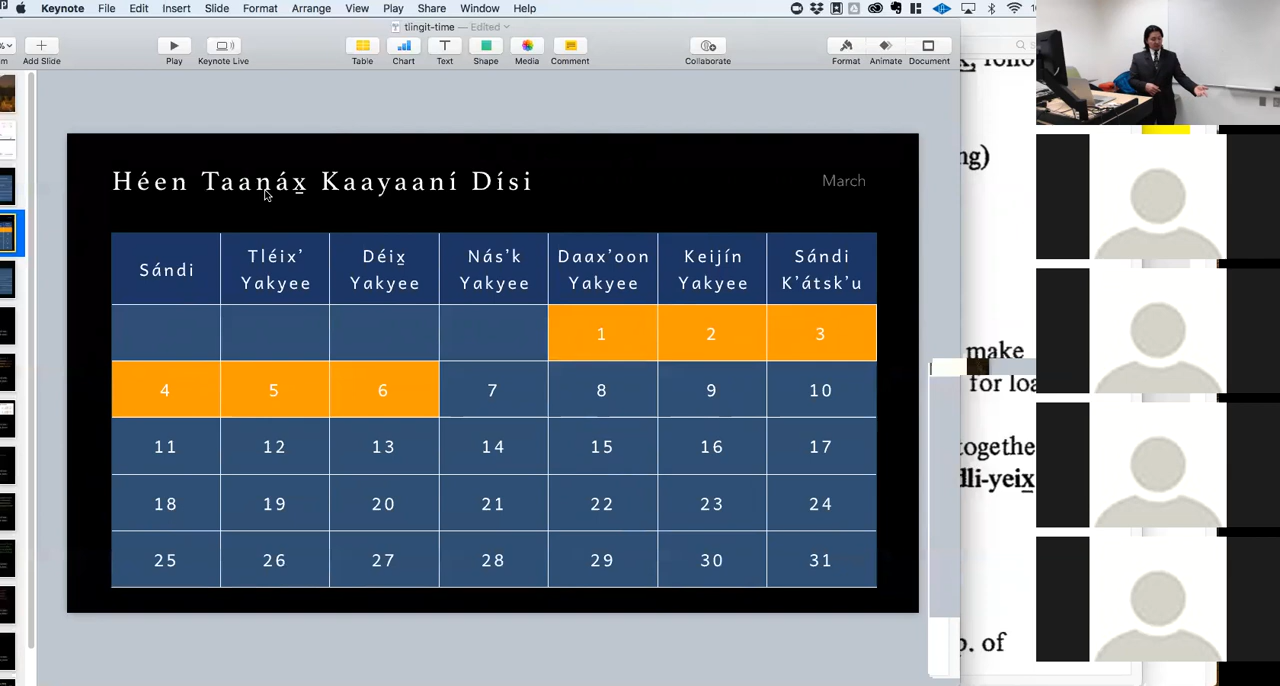 Keynote File Edit Insert Slide Format Arrange View Play Share Window Help
tlingit-time — Edited
Add Slide Play Keynote Live Table Chart Text Shape Media Comment Collaborate Format Animate Document
Héen Taanáx̱ Kaayaaní Dísi
March
Sándi Tléix’ Yakyee Déix̱ Yakyee Nás’k Yakyee Daax’oon Yakyee Keijín Yakyee Sándi K’átsk’u
1 2 3
4 5 6 7 8 9 10
11 12 13 14 15 16 17
18 19 20 21 22 23 24
25 26 27 28 29 30 31
make
for
dli-yeix̱
of